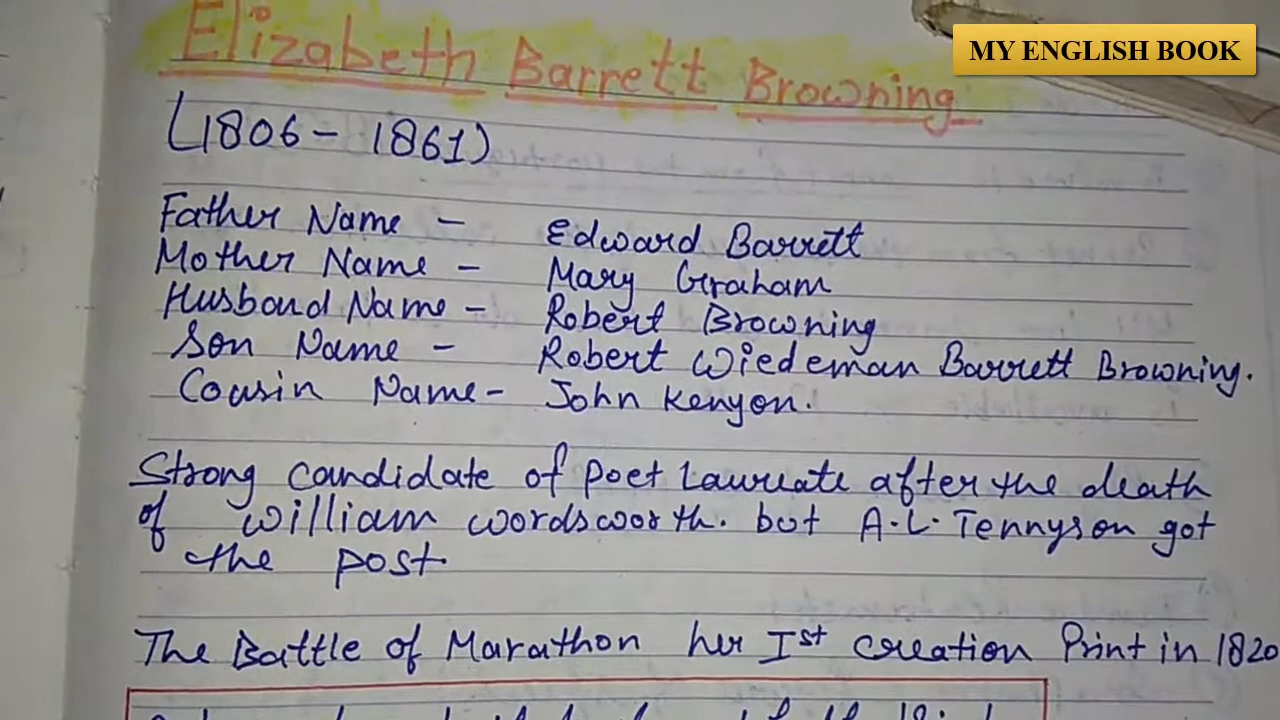 MY ENGLISH BOOK
Elizabeth Barrett Browning
(1806 - 1861)
Father Name - Edward Barrett
Mother Name - Mary Graham
Husband Name - Robert Browning
Son Name - Robert Wiedeman Barrett Browning.
Cousin Name - John Kenyon.
Strong candidate of Poet Laureate after the death
of William Wordsworth. but A.L. Tennyson got
the post.
The Battle of Marathon her Ist creation Print in 1820